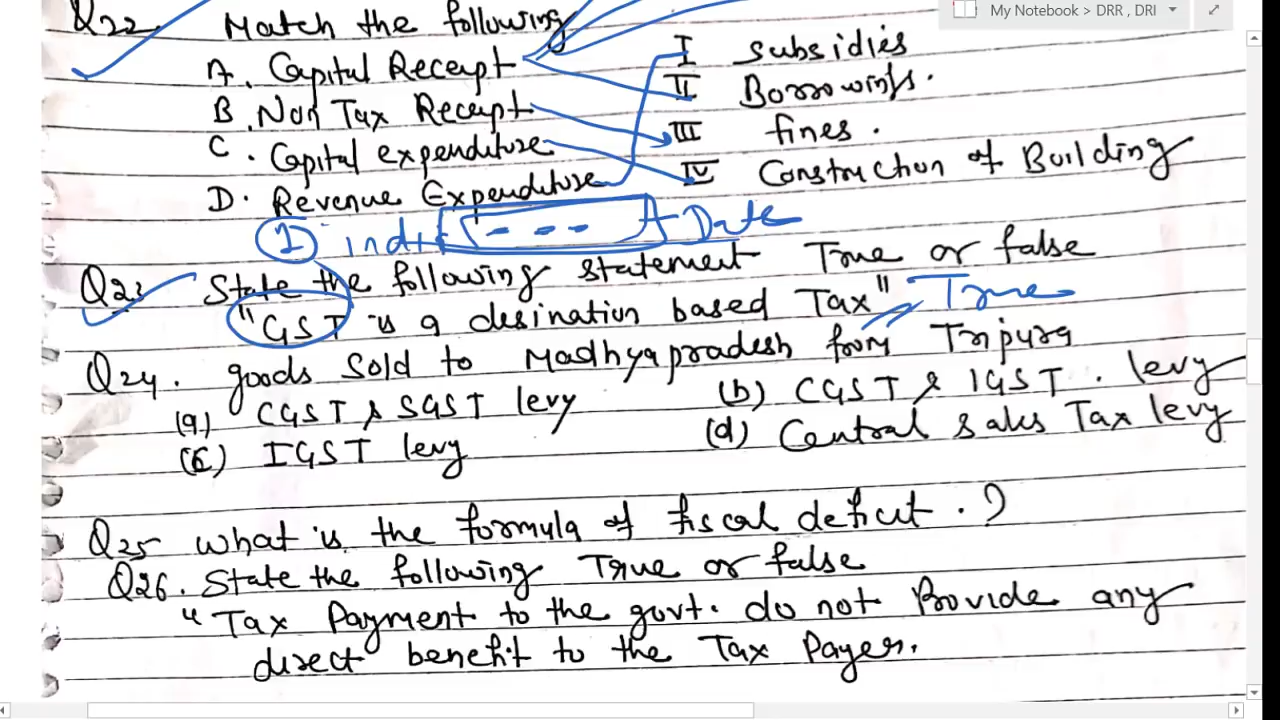 Q22 Match the following
My Notebook > DRR , DRI
A. Capital Receipt
I subsidies
B. Non Tax Receipt
II Borrowings.
C. Capital expenditure
III fines.
D. Revenue Expenditure
IV Construction of Building
1 indi - - - Date
Q23 State the following statement True or false
"GST is a desination based Tax" True
Q24. goods sold to Madhyapradesh from Tripura
(a) CGST & SGST levy
(b) CGST & IGST. levy
(c) IGST levy
(d) Central sales Tax levy
Q25 what is the formula of fiscal deficit. ?
Q26. State the following True or false
"Tax Payment to the govt. do not Provide any
direct benefit to the Tax Payer.